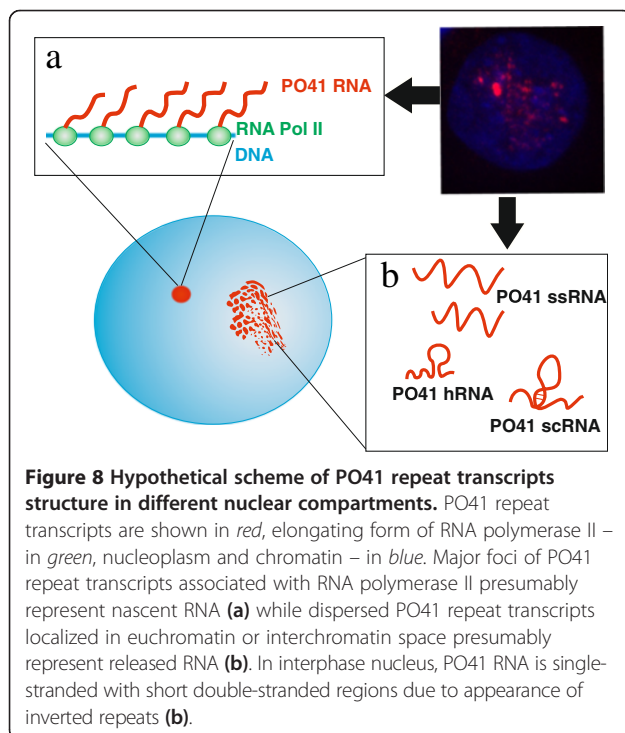 a
PO41 RNA
RNA Pol II
DNA
b
PO41 ssRNA
PO41 hRNA
PO41 scRNA
Figure 8 Hypothetical scheme of PO41 repeat transcripts
structure in different nuclear compartments. PO41 repeat
transcripts are shown in red, elongating form of RNA polymerase II –
in green, nucleoplasm and chromatin – in blue. Major foci of PO41
repeat transcripts associated with RNA polymerase II presumably
represent nascent RNA (a) while dispersed PO41 repeat transcripts
localized in euchromatin or interchromatin space presumably
represent released RNA (b). In interphase nucleus, PO41 RNA is single-
stranded with short double-stranded regions due to appearance of
inverted repeats (b).